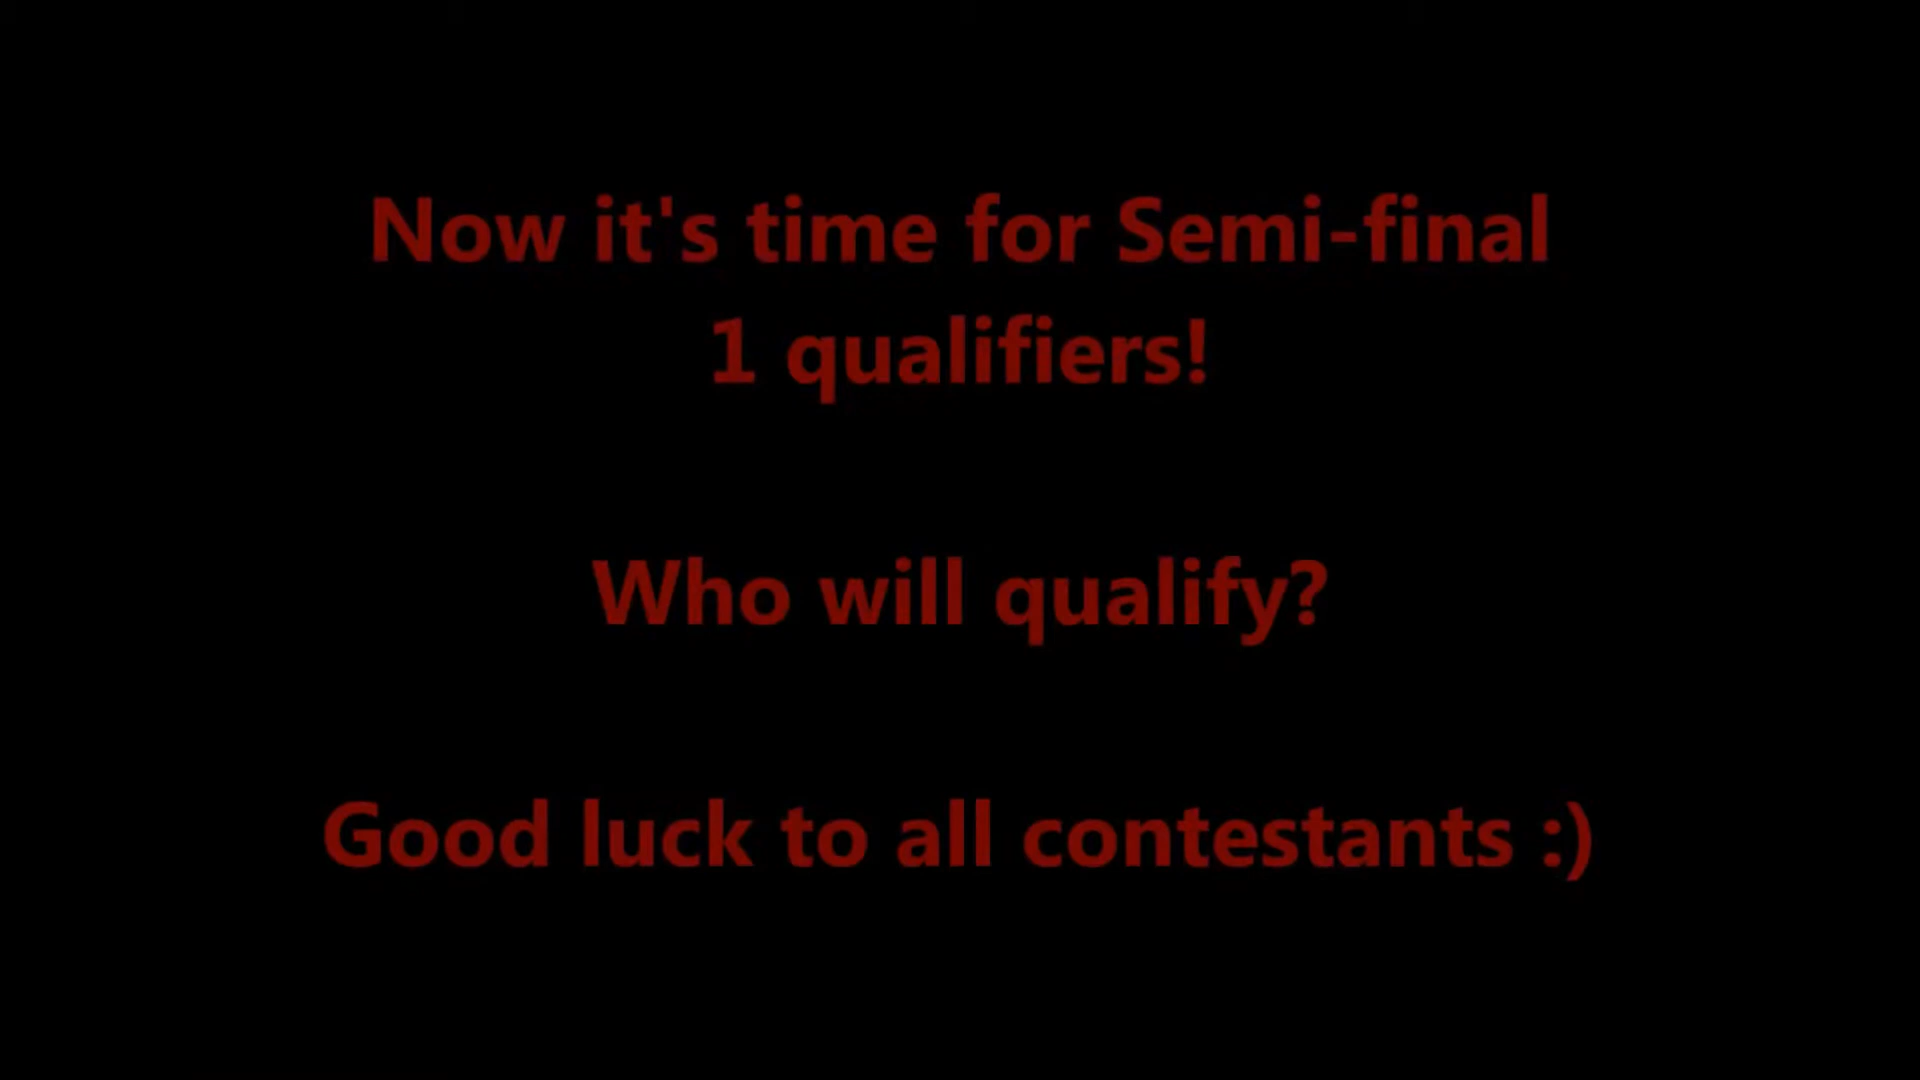 Now it's time for Semi-final
1 qualifiers!
Who will qualify?
Good luck to all contestants :)